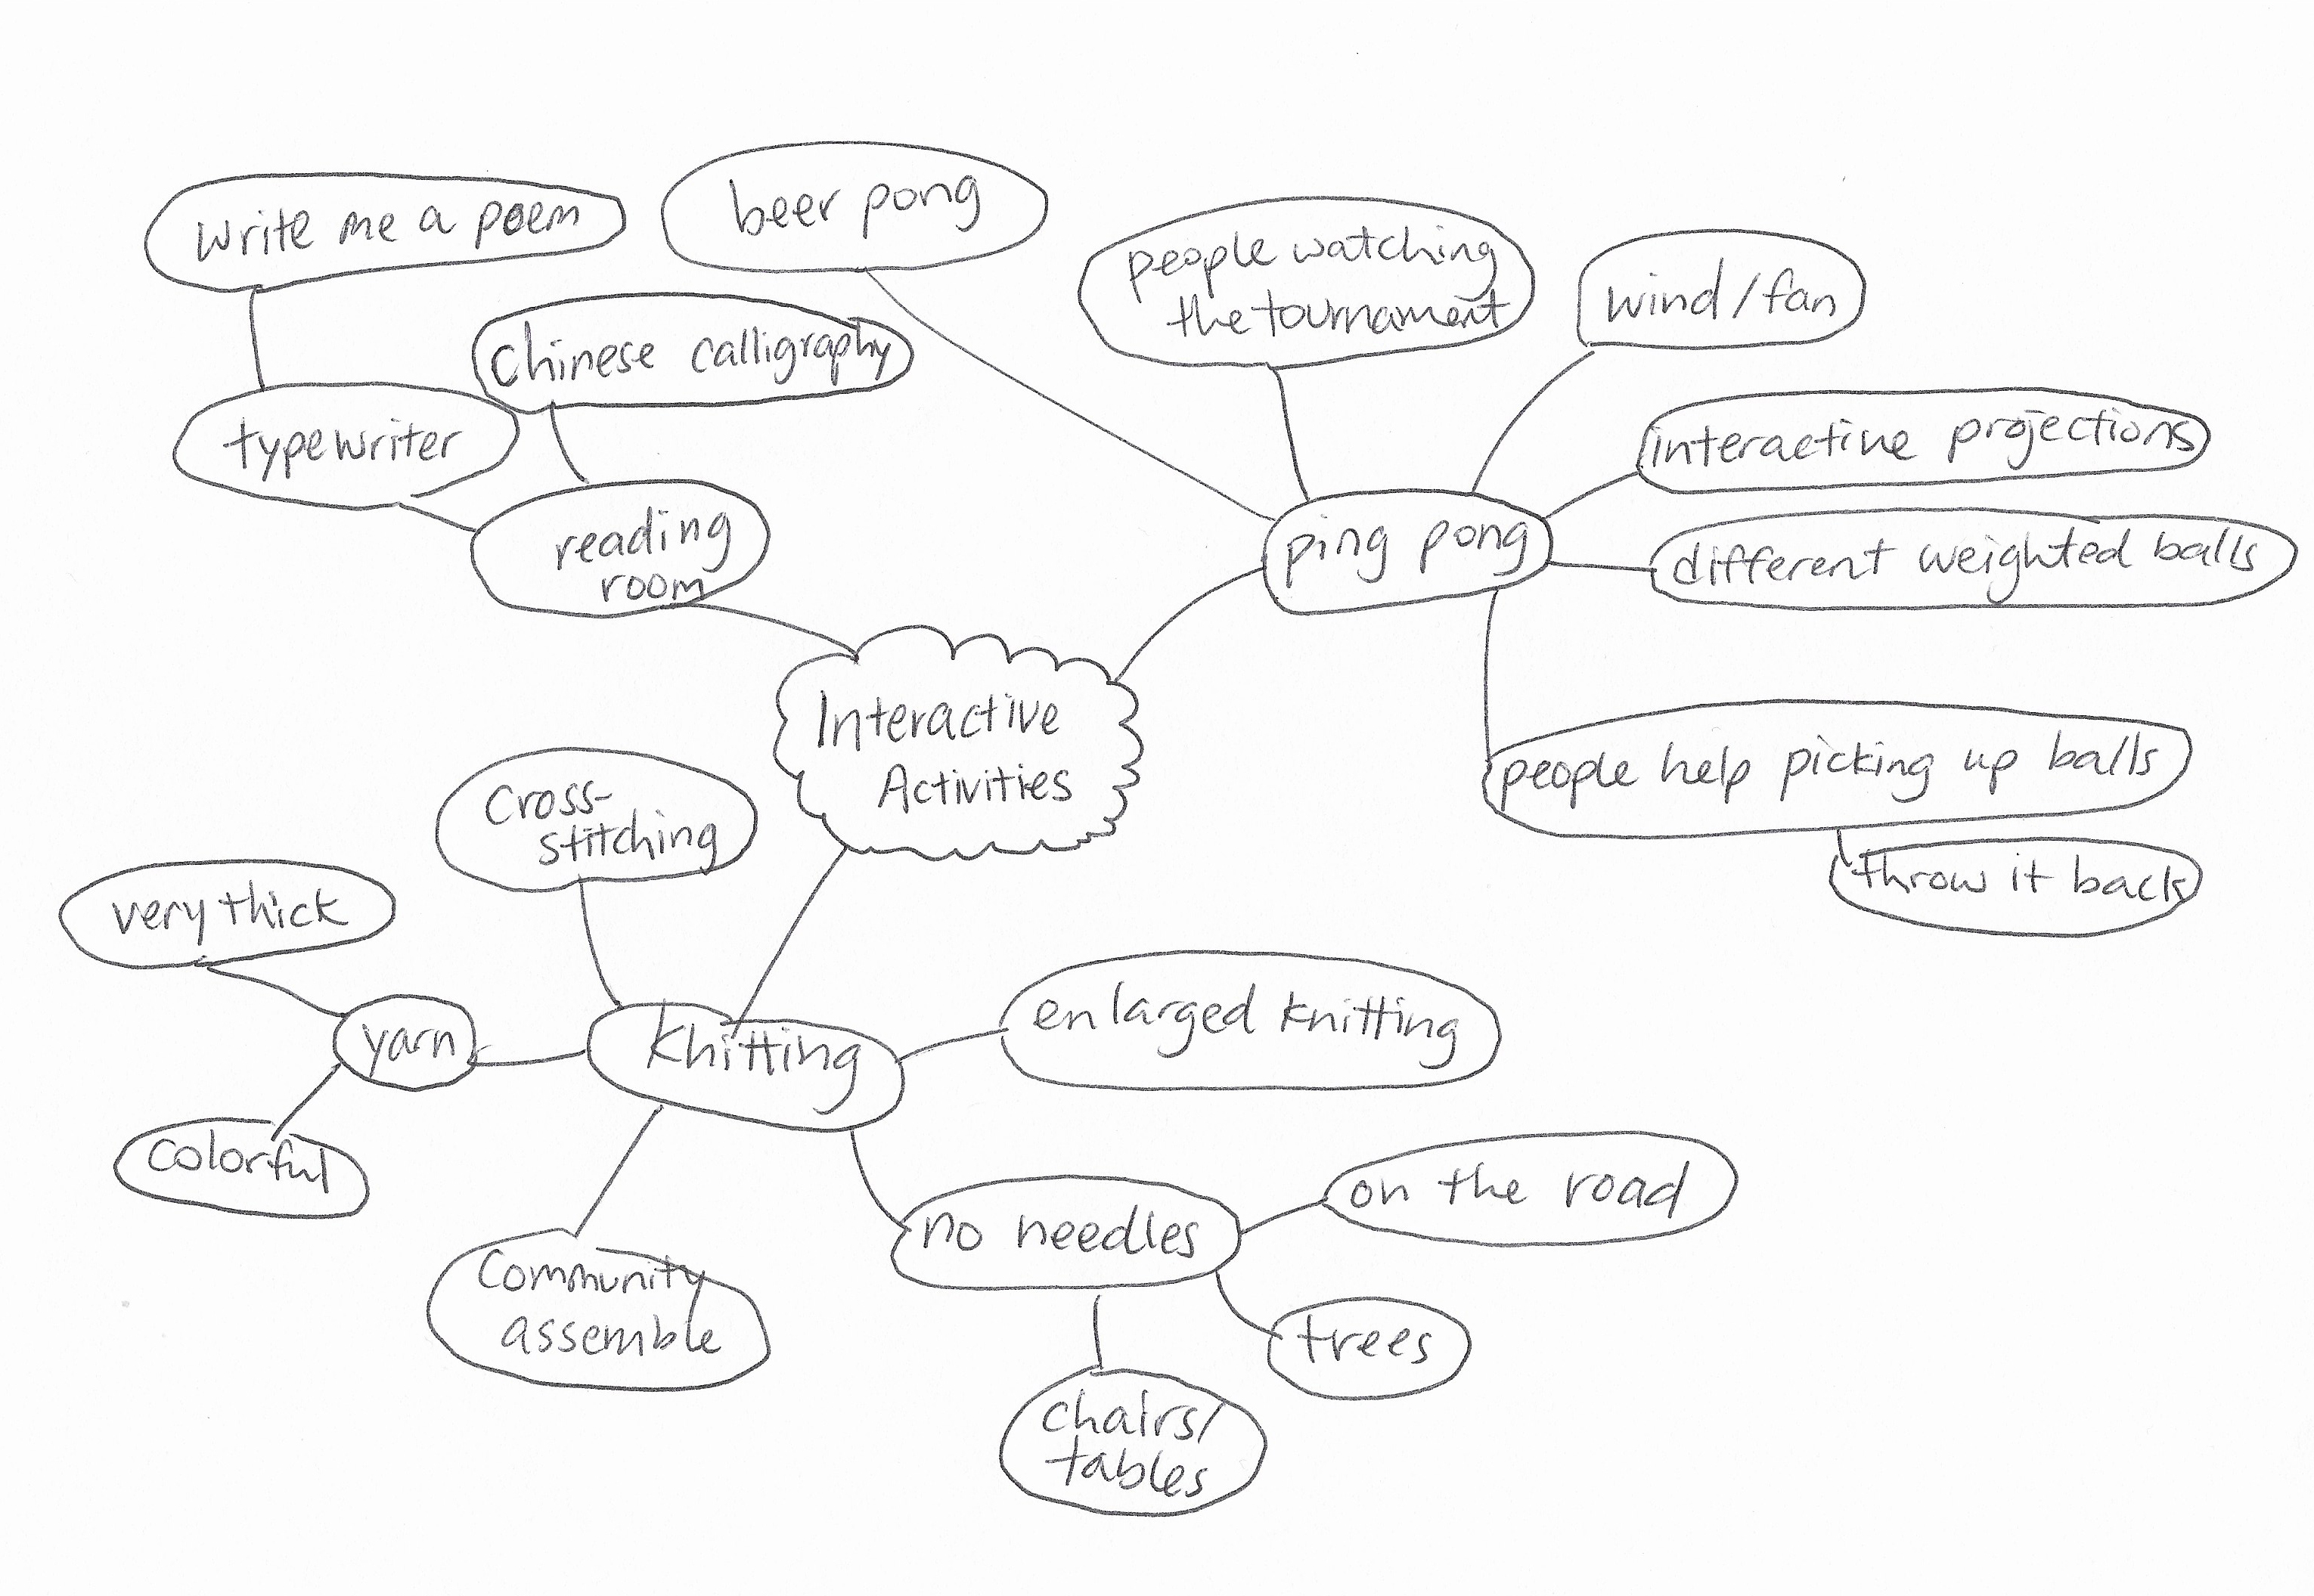 write me a poem
beer pong
people watching
the tournament
wind/fan
chinese calligraphy
typewriter
interactive projections
reading
room
ping pong
different weighted balls
Interactive
Activities
people help picking up balls
throw it back
cross-
stitching
very thick
yarn
knitting
enlarged knitting
colorful
community
assemble
no needles
on the road
trees
chairs/
tables